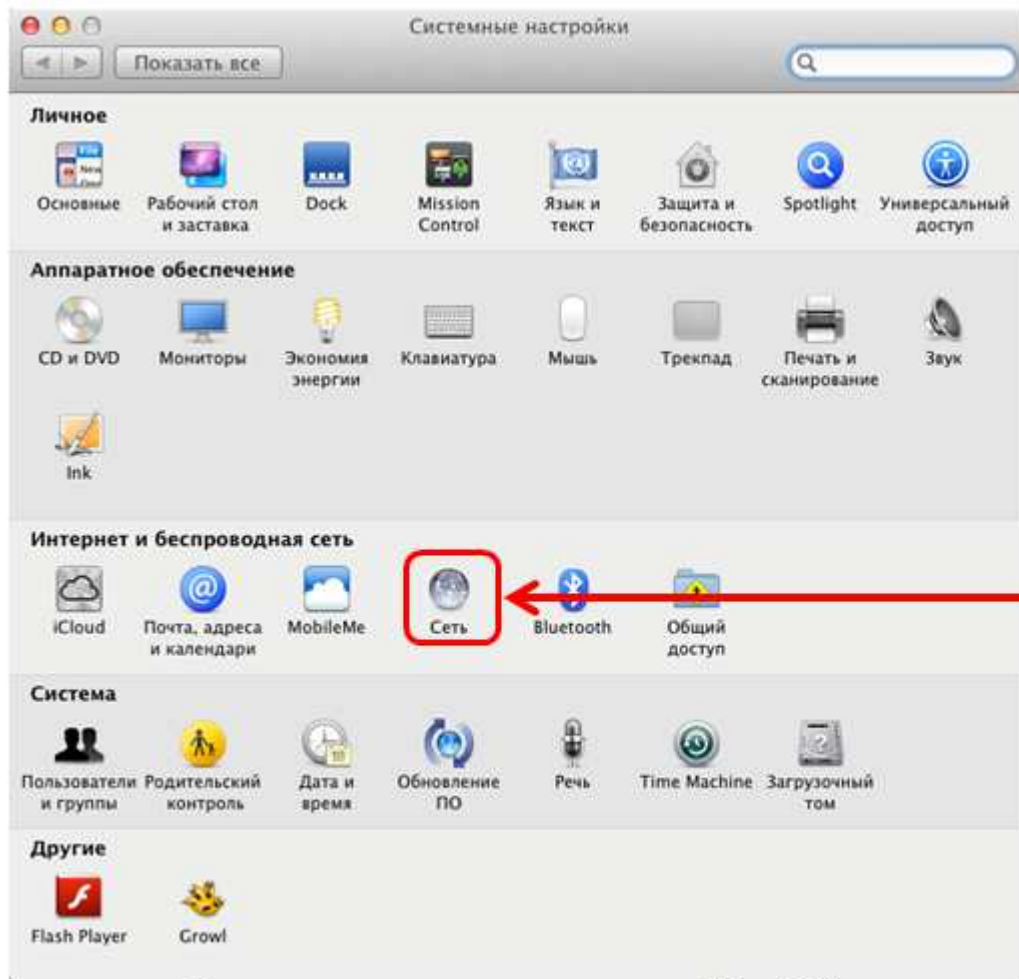 Системные настройки
Показать все
Личное
Основные
Рабочий стол
и заставка
Dock
Mission
Control
Язык и
текст
Защита и
безопасность
Spotlight
Универсальный
доступ
Аппаратное обеспечение
CD и DVD
Мониторы
Экономия
энергии
Клавиатура
Мышь
Трекпад
Печать и
сканирование
Звук
Ink
Интернет и беспроводная сеть
iCloud
Почта, адреса
и календари
MobileMe
Сеть
Bluetooth
Общий
доступ
Система
Пользователи
и группы
Родительский
контроль
Дата и
время
Обновление
ПО
Речь
Time Machine
Загрузочный
том
Другие
Flash Player
Growl